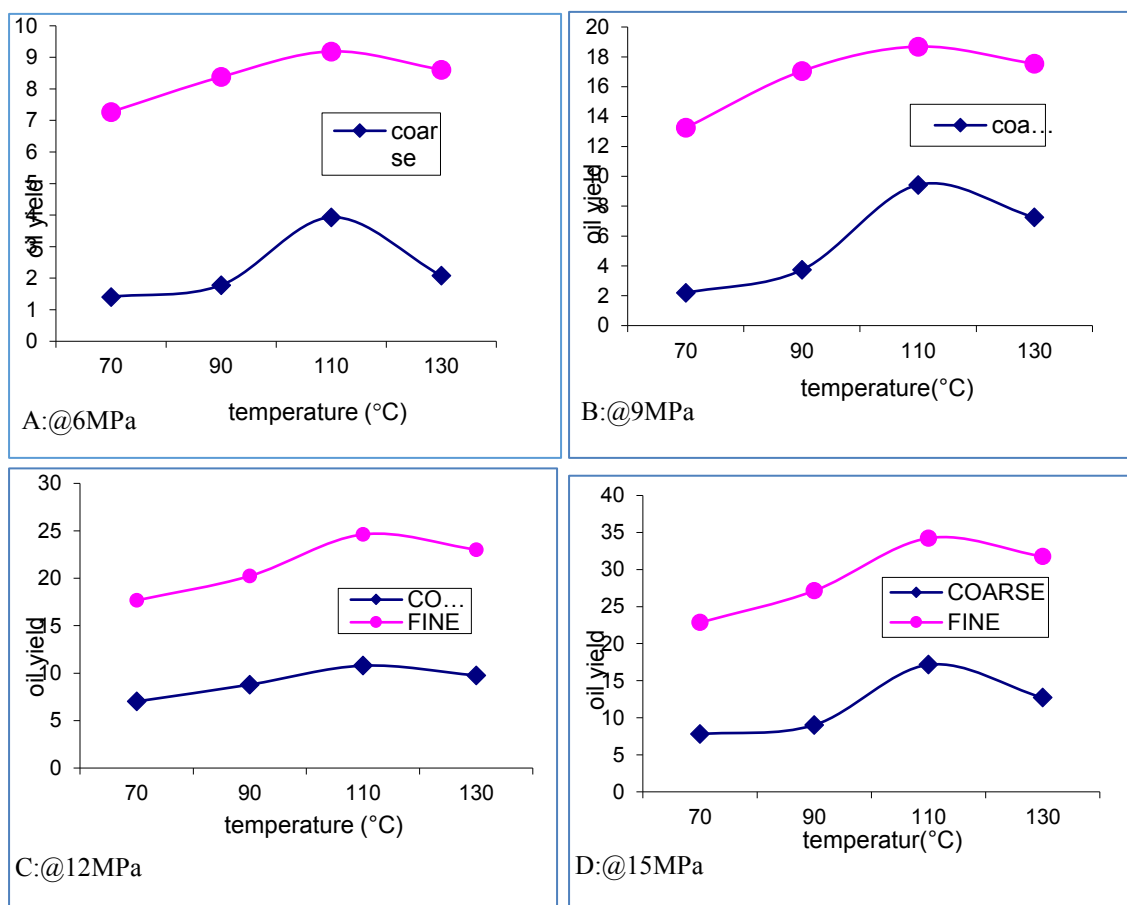 10
9
8
7
6
5
4
3
2
1
0
oil yield
coar
se
70 90 110 130
temperature (°C)
A:@6MPa
20
18
16
14
12
10
8
6
4
2
0
oil yield
coa…
70 90 110 130
temperature(°C)
B:@9MPa
30
25
20
15
10
5
0
oil yield
CO…
FINE
70 90 110 130
temperature (°C)
C:@12MPa
40
35
30
25
20
15
10
5
0
oil yield
COARSE
FINE
70 90 110 130
temperatur(°C)
D:@15MPa